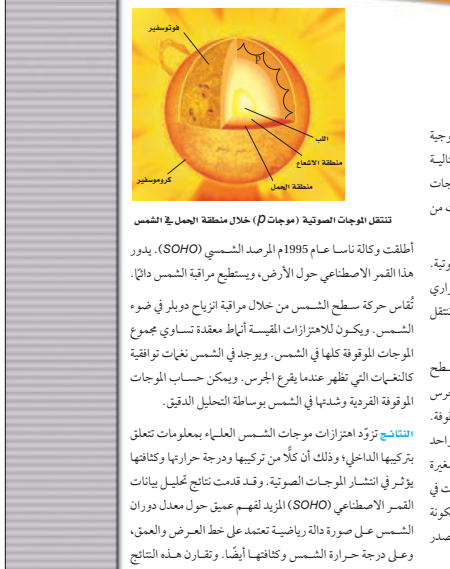 فوتوسفير
P
اللب
منطقة الاشعاع
منطقة الحمل
كروموسفير
تنتقل الموجات الصوتية (موجات p) خلال منطقة الحمل في الشمس
أطلقت وكالة ناسا عام 1995م المرصد الشمسي (SOHO). يدور
هذا القمر الاصطناعي حول الأرض، ويستطيع مراقبة الشمس دائمًا.
تُقاس حركة سطح الشمس من خلال مراقبة انزياح دوبلر في ضوء
الشمس. ويكون للاهتزازات المقيسة أنماط معقدة تساوي مجموع
الموجات الموقوفة كلها في الشمس. ويوجد في الشمس نغمات توافقية
كالنغمات التي تظهر عندما يقرع الجرس. ويمكن حساب الموجات
الموقوفة الفردية وشدتها في الشمس بوساطة التحليل الدقيق.
النتائج تزوّد اهتزازات موجات الشمس العلماء بمعلومات تتعلق
بتركيبها الداخلي؛ وذلك أن كلًّا من تركيبها ودرجة حرارتها وكثافتها
يؤثر في انتشار الموجات الصوتية. وقد قدمت نتائج تحليل بيانات
القمر الاصطناعي (SOHO) المزيد لفهم عميق حول معدل دوران
الشمس على صورة دالة رياضية تعتمد على خط العرض والعمق،
وعلى درجة حرارة الشمس وكثافتها أيضًا. وتقارن هذه النتائج